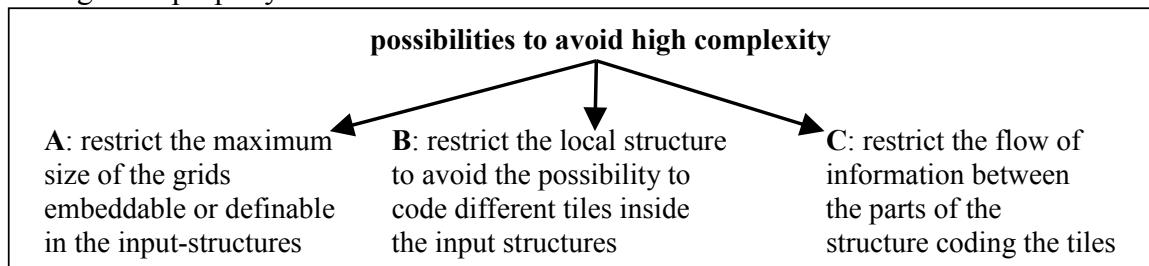 possibilities to avoid high complexity
A: restrict the maximum
size of the grids
embeddable or definable
in the input-structures
B: restrict the local structure
to avoid the possibility to
code different tiles inside
the input structures
C: restrict the flow of
information between
the parts of the
structure coding the tiles